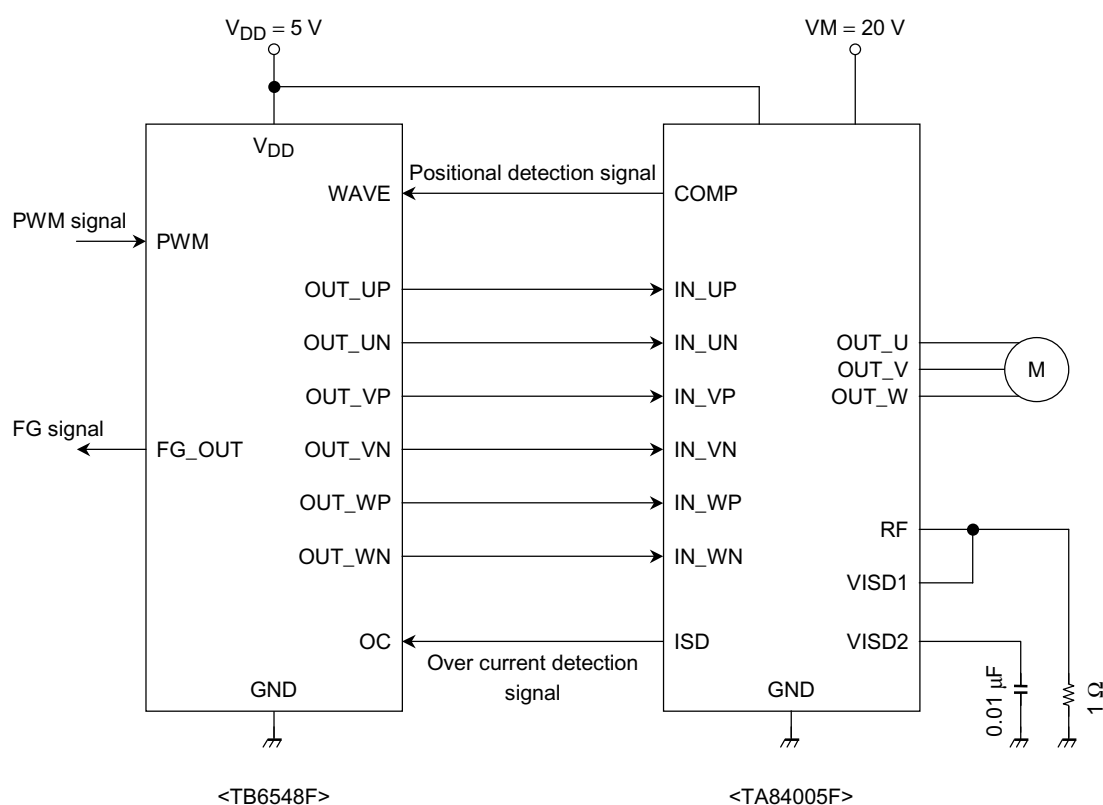 VDD = 5 V
VM = 20 V
VDD
WAVE
Positional detection signal
COMP
PWM signal
PWM
OUT_UP
IN_UP
OUT_UN
IN_UN
OUT_U
OUT_V
M
OUT_VP
IN_VP
OUT_W
FG signal
FG_OUT
OUT_VN
IN_VN
OUT_WP
IN_WP
RF
OUT_WN
IN_WN
VISD1
OC
ISD
VISD2
Over current detection
signal
GND
GND
0.01 μF
1 Ω
<TB6548F>
<TA84005F>